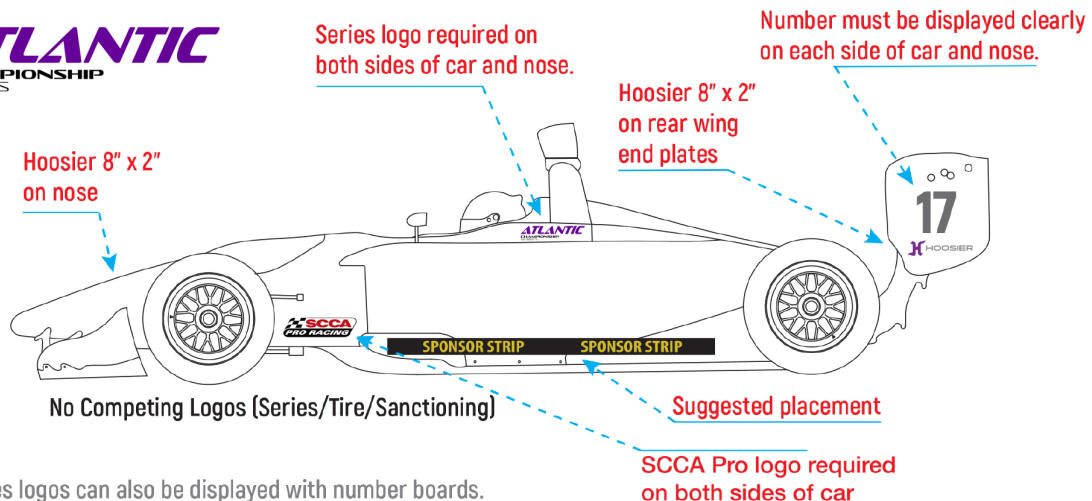 TLANTIC
PIONSHIP
Series logo required on
both sides of car and nose.
Number must be displayed clearly
on each side of car and nose.
Hoosier 8” x 2”
on rear wing
end plates
Hoosier 8” x 2”
on nose
17
HOOSIER
ATLANTIC
CHAMPIONSHIP
SCCA
PRO RACING
SPONSOR STRIP SPONSOR STRIP
No Competing Logos (Series/Tire/Sanctioning)
Suggested placement
SCCA Pro logo required
on both sides of car
es logos can also be displayed with number boards.